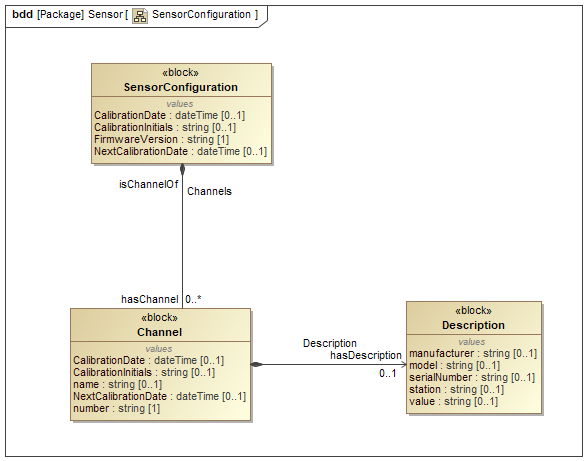 bdd [Package] Sensor [ SensorConfiguration ]
«block»
SensorConfiguration
values
CalibrationDate : dateTime [0..1]
CalibrationInitials : string [0..1]
FirmwareVersion : string [1]
NextCalibrationDate : dateTime [0..1]
isChannelOf
Channels
hasChannel 0..*
«block»
Channel
values
CalibrationDate : dateTime [0..1]
CalibrationInitials : string [0..1]
name : string [0..1]
NextCalibrationDate : dateTime [0..1]
number : string [1]
Description
hasDescription
0..1
«block»
Description
values
manufacturer : string [0..1]
model : string [0..1]
serialNumber : string [0..1]
station : string [0..1]
value : string [0..1]